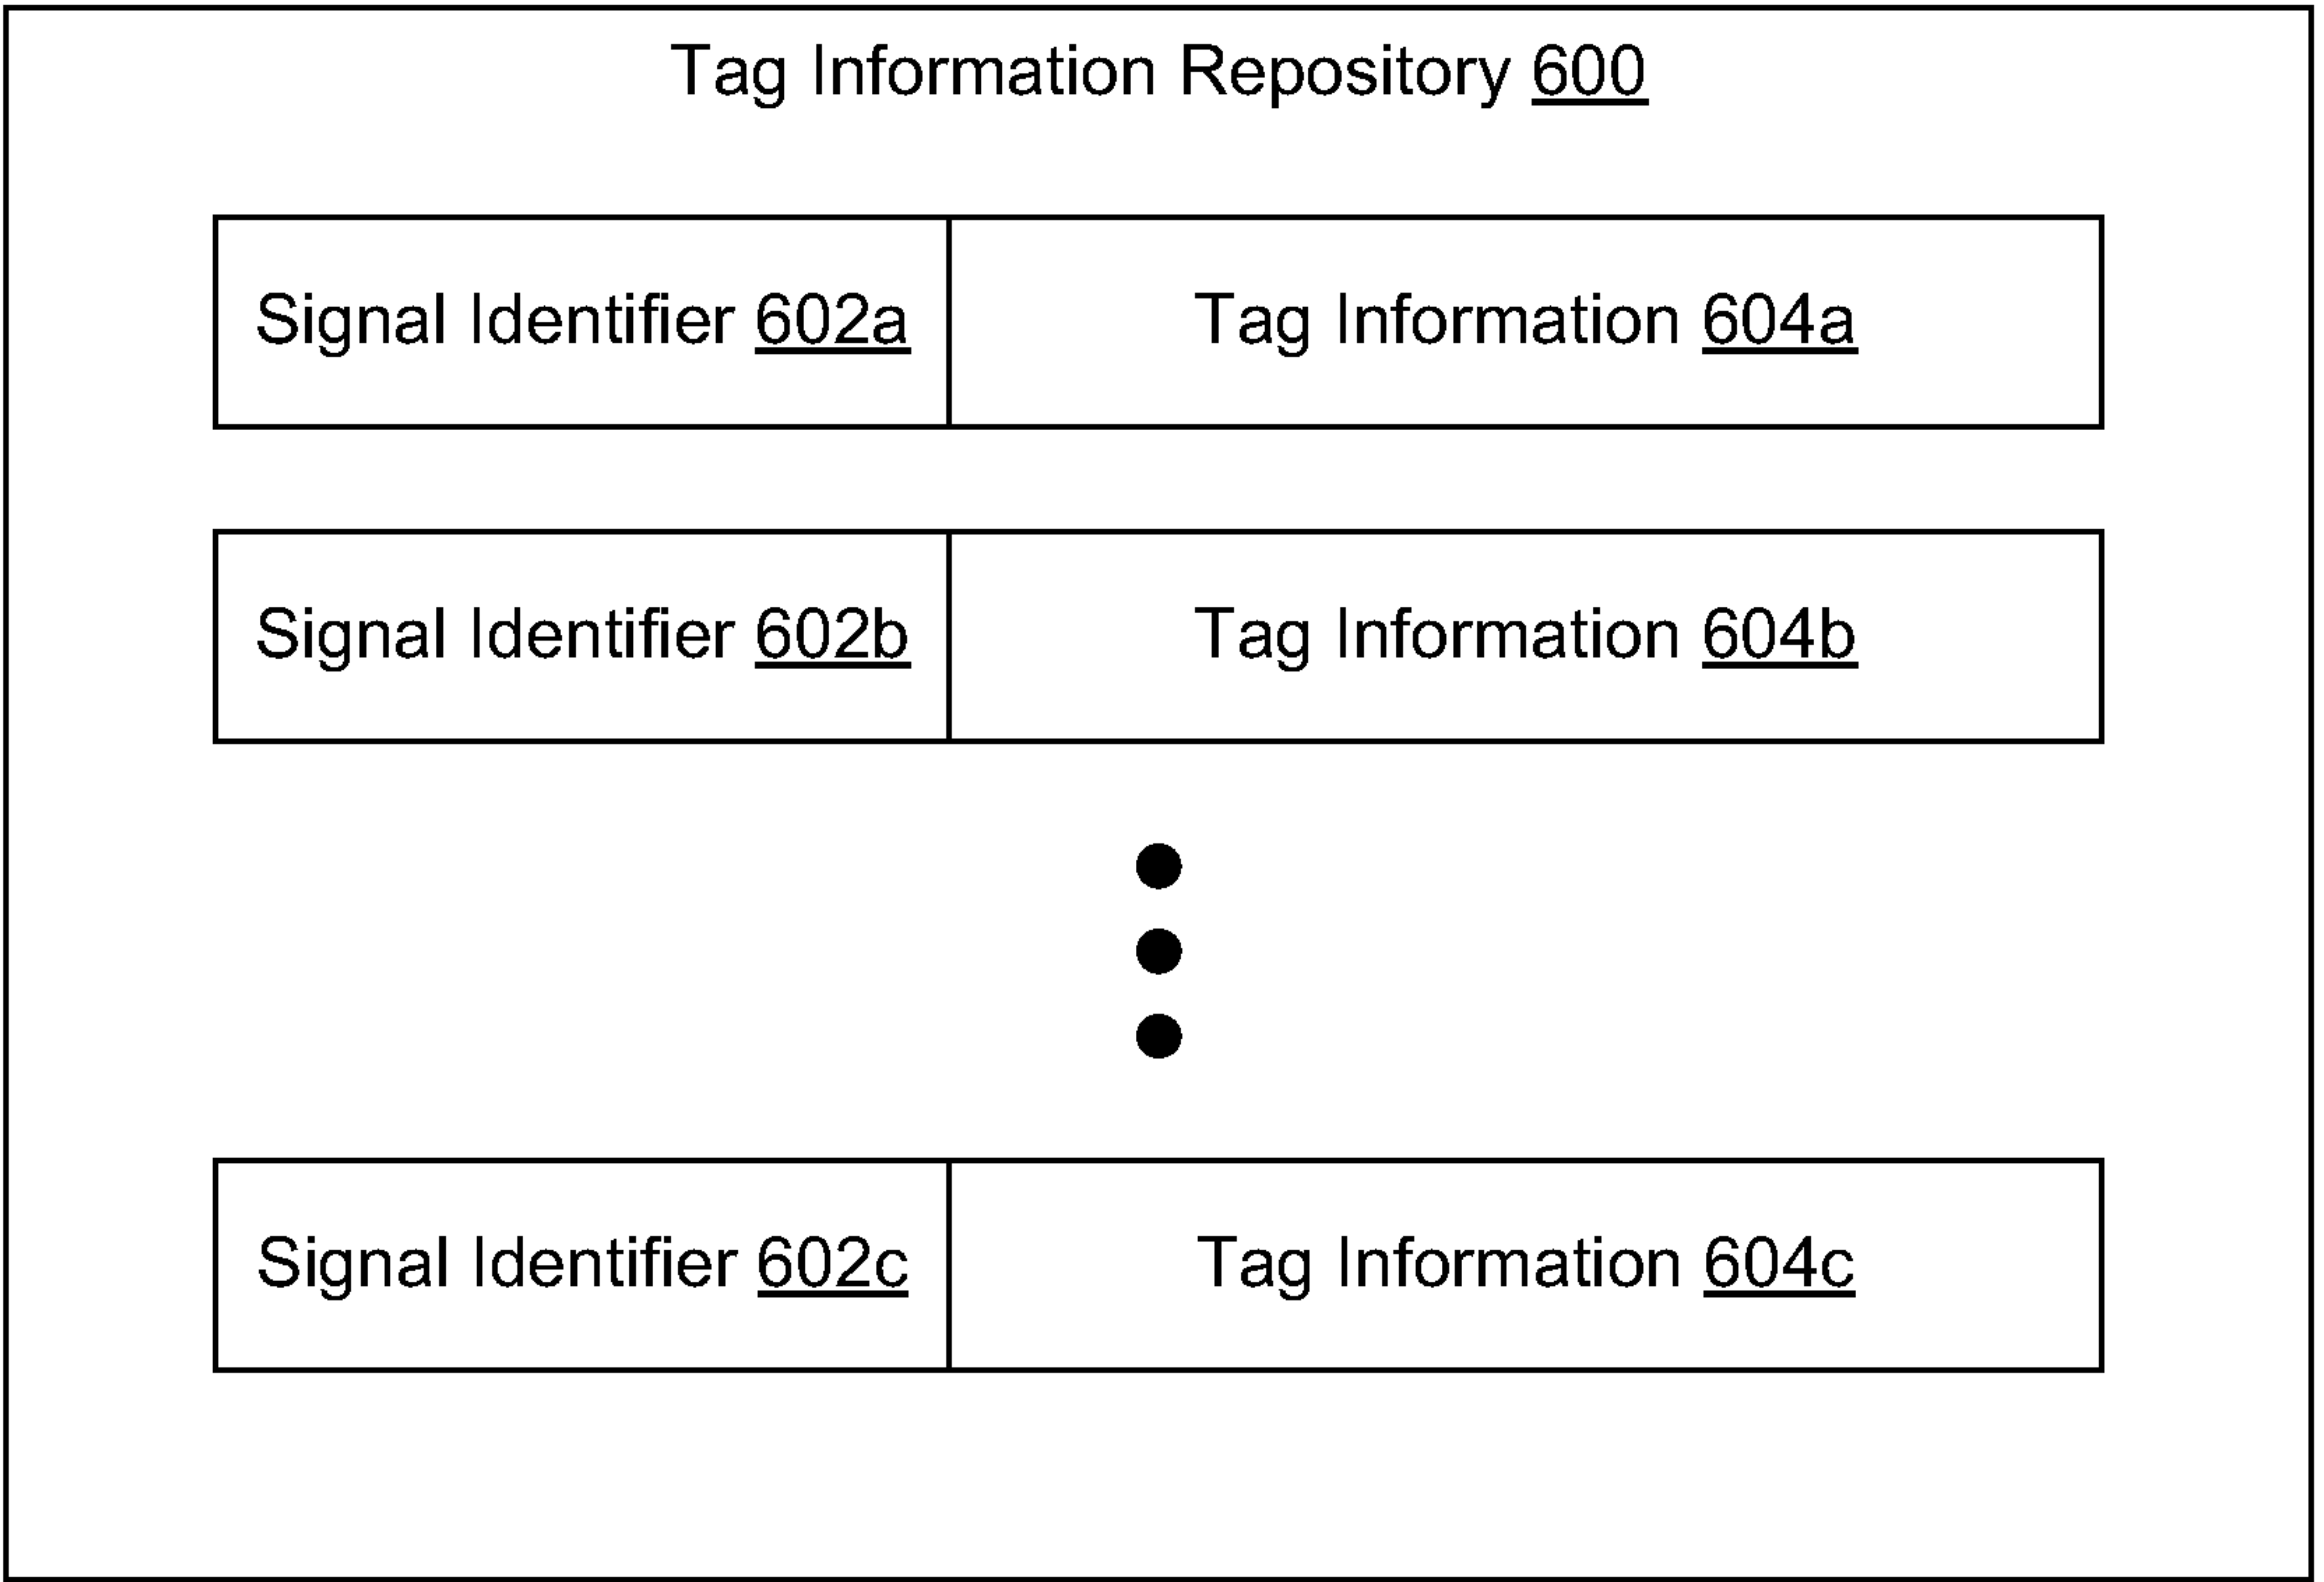 Tag Information Repository 600
Signal Identifier 602a
Tag Information 604a
Signal Identifier 602b
Tag Information 604b
Signal Identifier 602c
Tag Information 604c